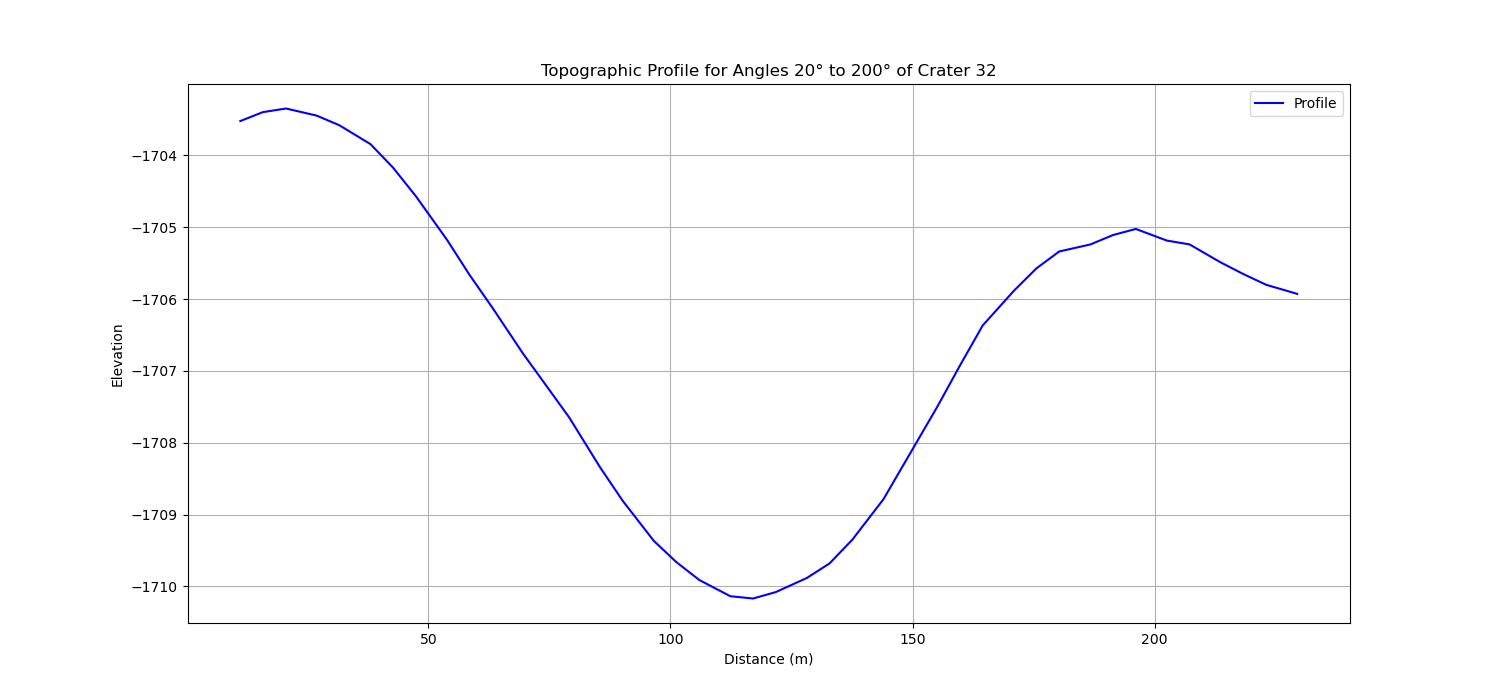 Topographic Profile for Angles 20° to 200° of Crater 32
Profile
−1704
−1705
−1706
−1707
−1708
−1709
−1710
Elevation
50
100
150
200
Distance (m)